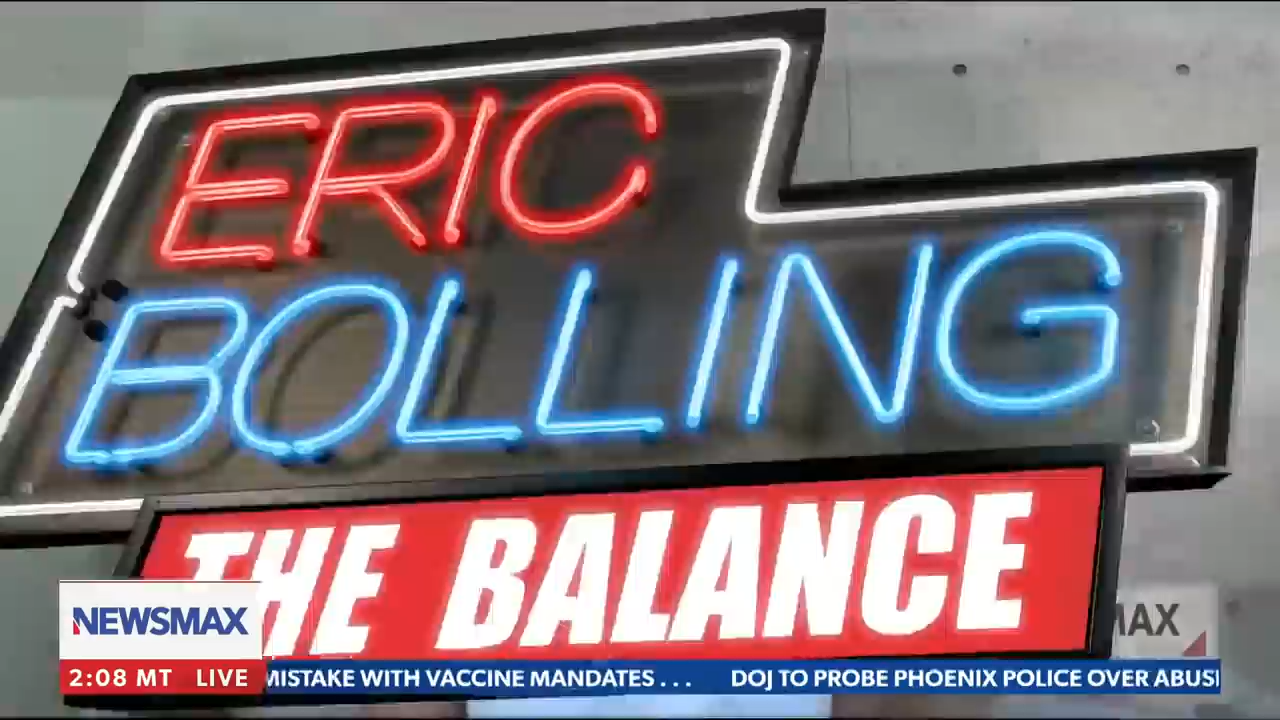 ERIC
BOLLING
THE BALANCE
NEWSMAX
MAX
2:08 MT LIVE
MISTAKE WITH VACCINE MANDATES... DOJ TO PROBE PHOENIX POLICE OVER ABUSI